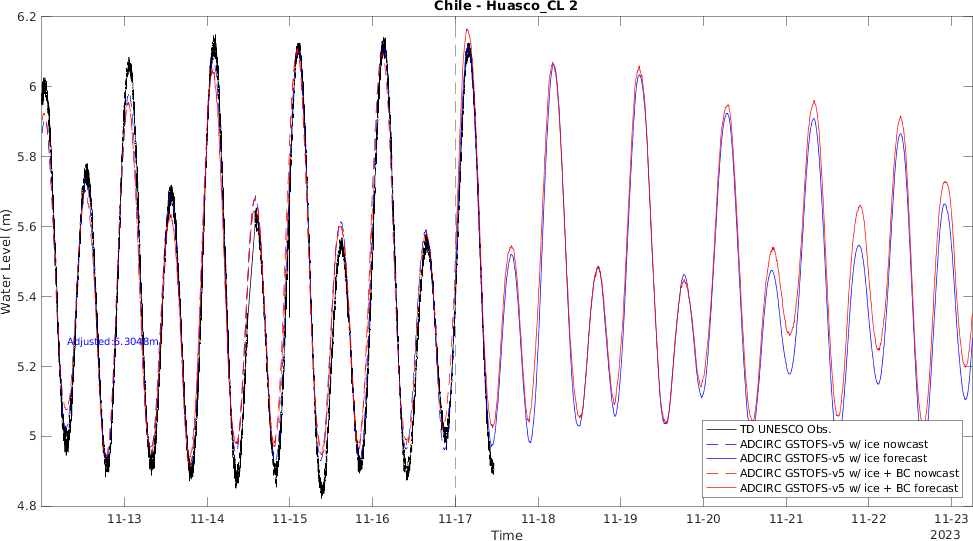 Chile - Huasco_CL 2
6.2
6
5.8
5.6
5.4
5.2
5
4.8
Water Level (m)
Adjusted:5.3048m
TD UNESCO Obs.
ADCIRC GSTOFS-v5 w/ ice nowcast
ADCIRC GSTOFS-v5 w/ ice forecast
ADCIRC GSTOFS-v5 w/ ice + BC nowcast
ADCIRC GSTOFS-v5 w/ ice + BC forecast
11-13 11-14 11-15 11-16 11-17 11-18 11-19 11-20 11-21 11-22 11-23
2023
Time